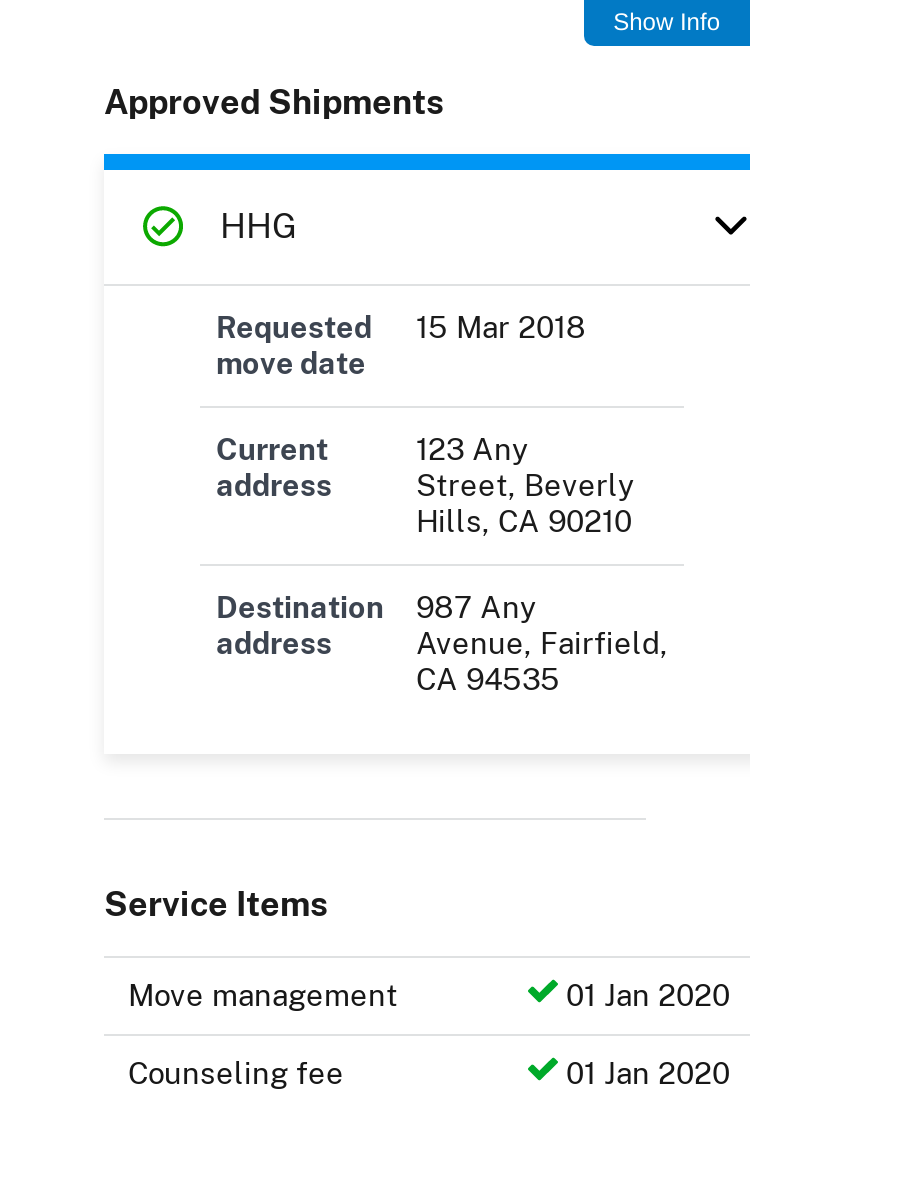 Show Info
Approved Shipments
HHG
Requested
move date
15 Mar 2018
Current
address
123 Any
Street, Beverly
Hills, CA 90210
Destination
address
987 Any
Avenue, Fairfield,
CA 94535
Service Items
Move management
01 Jan 2020
Counseling fee
01 Jan 2020